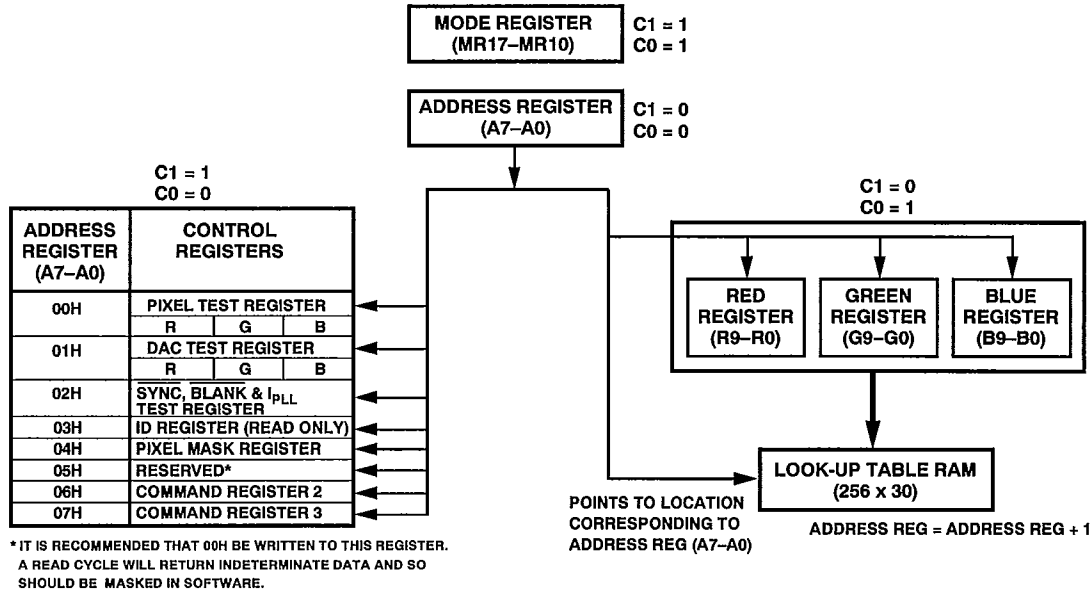 MODE REGISTER
(MR17–MR10)
C1 = 1
C0 = 1
ADDRESS REGISTER
(A7–A0)
C1 = 0
C0 = 0
C1 = 1
C0 = 0
ADDRESS
REGISTER
(A7–A0)
CONTROL
REGISTERS
00H
PIXEL TEST REGISTER
R G B
01H
DAC TEST REGISTER
R G B
02H
SYNC, BLANK & IPLL
TEST REGISTER
03H
ID REGISTER (READ ONLY)
04H
PIXEL MASK REGISTER
05H
RESERVED*
06H
COMMAND REGISTER 2
07H
COMMAND REGISTER 3
* IT IS RECOMMENDED THAT 00H BE WRITTEN TO THIS REGISTER.
A READ CYCLE WILL RETURN INDETERMINATE DATA AND SO
SHOULD BE MASKED IN SOFTWARE.
C1 = 0
C0 = 1
RED
REGISTER
(R9–R0)
GREEN
REGISTER
(G9–G0)
BLUE
REGISTER
(B9–B0)
LOOK-UP TABLE RAM
(256 x 30)
POINTS TO LOCATION
CORRESPONDING TO
ADDRESS REG (A7–A0)
ADDRESS REG = ADDRESS REG + 1